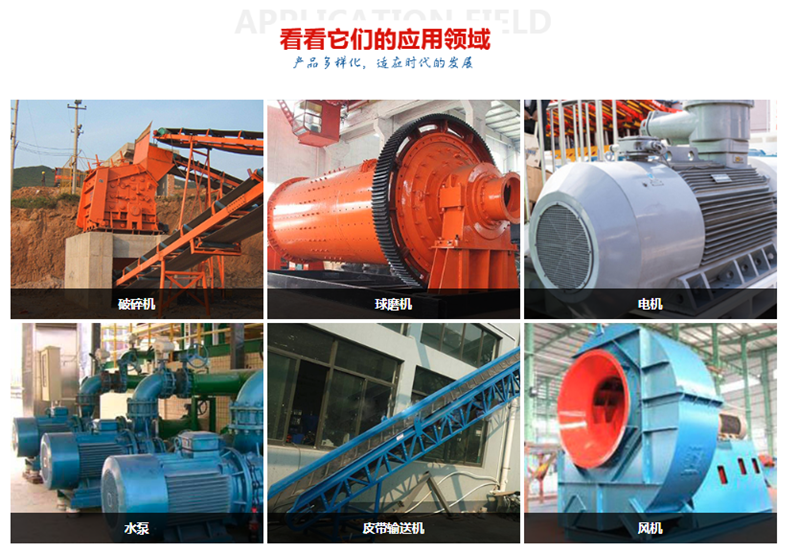 APPLICATION FIELD
看看它们的应用领域
产品多样化，适应时代的发展
破碎机
球磨机
电机
水泵
皮带输送机
风机